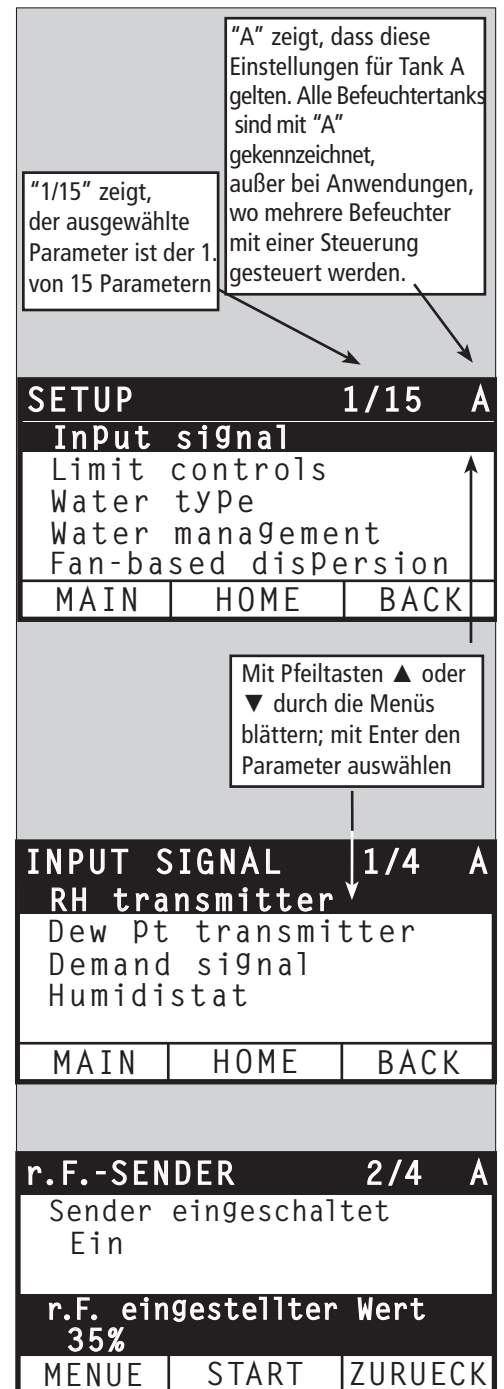 "A" zeigt, dass diese
Einstellungen für Tank A
gelten. Alle Befeuchtertanks
sind mit "A"
gekennzeichnet,
außer bei Anwendungen,
wo mehrere Befeuchter
mit einer Steuerung
gesteuert werden.
"1/15" zeigt,
der ausgewählte
Parameter ist der 1.
von 15 Parametern
SETUP 1/15 A
Input signal
Limit controls
Water type
Water management
Fan-based dispersion
MAIN HOME BACK
Mit Pfeiltasten ▲ oder
▼ durch die Menüs
blättern; mit Enter den
Parameter auswählen
INPUT SIGNAL 1/4 A
RH transmitter
Dew pt transmitter
Demand signal
Humidistat
MAIN HOME BACK
r.F.-SENDER 2/4 A
Sender eingeschaltet
Ein
r.F. eingestellter Wert
35%
MENUE START ZURUECK